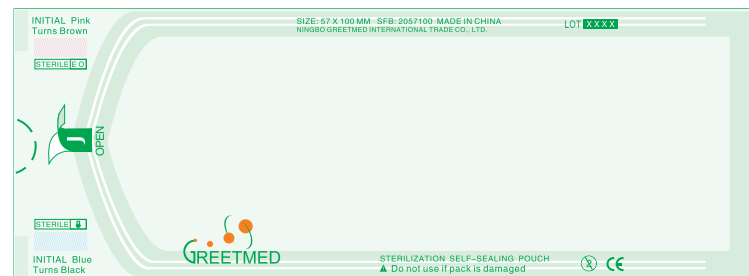 INITIAL Pink
Turns Brown
STERILE EO
SIZE: 57 X 100 MM SFB: 2057100 MADE IN CHINA
NINGBO GREETMED INTERNATIONAL TRADE CO., LTD.
LOT XXXX
OPEN
STERILE
INITIAL Blue
Turns Black
GREETMED
STERILIZATION SELF-SEALING POUCH
Do not use if pack is damaged
2
CE